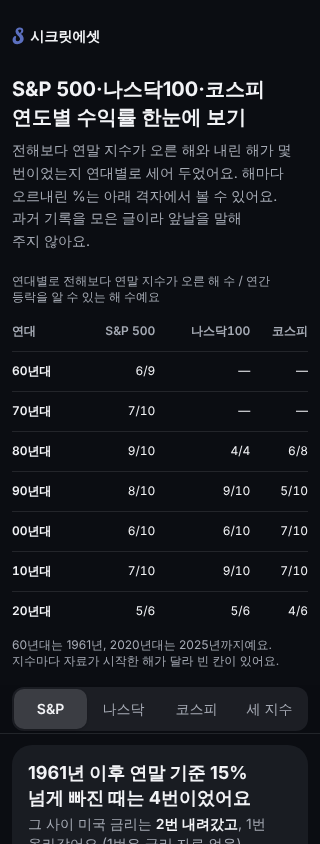 시크릿에셋
S&P 500·나스닥100·코스피
연도별 수익률 한눈에 보기
전해보다 연말 지수가 오른 해와 내린 해가 몇
번이었는지 연대별로 세어 두었어요. 해마다
오르내린 %는 아래 격자에서 볼 수 있어요.
과거 기록을 모은 글이라 앞날을 말해
주지 않아요.
연대별로 전해보다 연말 지수가 오른 해 수 / 연간
등락을 알 수 있는 해 수예요
연대 S&P 500 나스닥100 코스피
60년대 6/9 — —
70년대 7/10 — —
80년대 9/10 4/4 6/8
90년대 8/10 9/10 5/10
00년대 6/10 6/10 7/10
10년대 7/10 9/10 7/10
20년대 5/6 5/6 4/6
60년대는 1961년, 2020년대는 2025년까지예요.
지수마다 자료가 시작한 해가 달라 빈 칸이 있어요.
S&P 나스닥 코스피 세 지수
1961년 이후 연말 기준 15%
넘게 빠진 때는 4번이었어요
그 사이 미국 금리는 2번 내려갔고, 1번
올라갔어요 (1번은 금리 자료 없음)